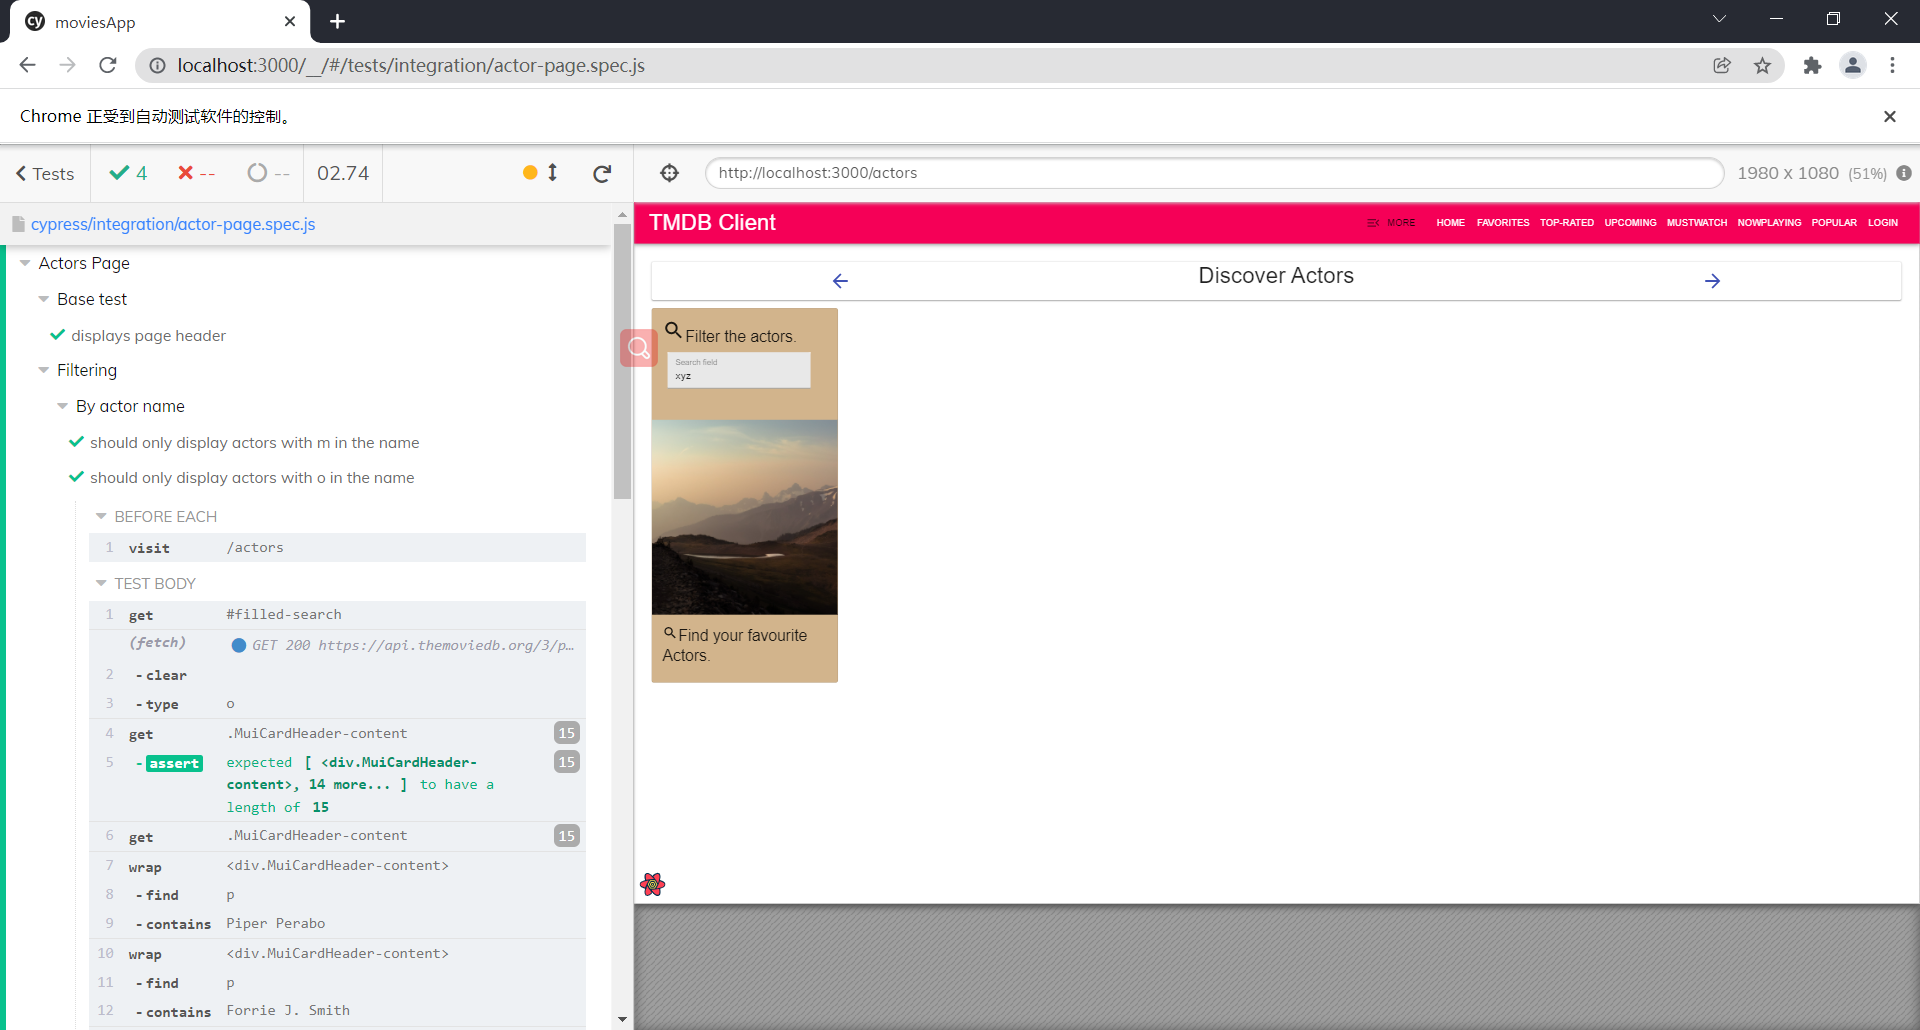 moviesApp
localhost:3000/__/#/tests/integration/actor-page.spec.js
Chrome 正受到自动测试软件的控制。
Tests 4 -- -- 02.74
http://localhost:3000/actors
1980 x 1080 (51%)
cypress/integration/actor-page.spec.js
Actors Page
Base test
displays page header
Filtering
By actor name
should only display actors with m in the name
should only display actors with o in the name
BEFORE EACH
1 visit /actors
TEST BODY
1 get #filled-search
(fetch) GET 200 https://api.themoviedb.org/3/p…
2 -clear
3 -type o
4 get .MuiCardHeader-content 15
5 -assert expected [ <div.MuiCardHeader-
content>, 14 more... ] to have a
length of 15
15
6 get .MuiCardHeader-content 15
7 wrap <div.MuiCardHeader-content>
8 -find p
9 -contains Piper Perabo
10 wrap <div.MuiCardHeader-content>
11 -find p
12 -contains Forrie J. Smith
TMDB Client
MORE HOME FAVORITES TOP-RATED UPCOMING MUSTWATCH NOWPLAYING POPULAR LOGIN
Discover Actors
Filter the actors.
Search field
xyz
Find your favourite
Actors.